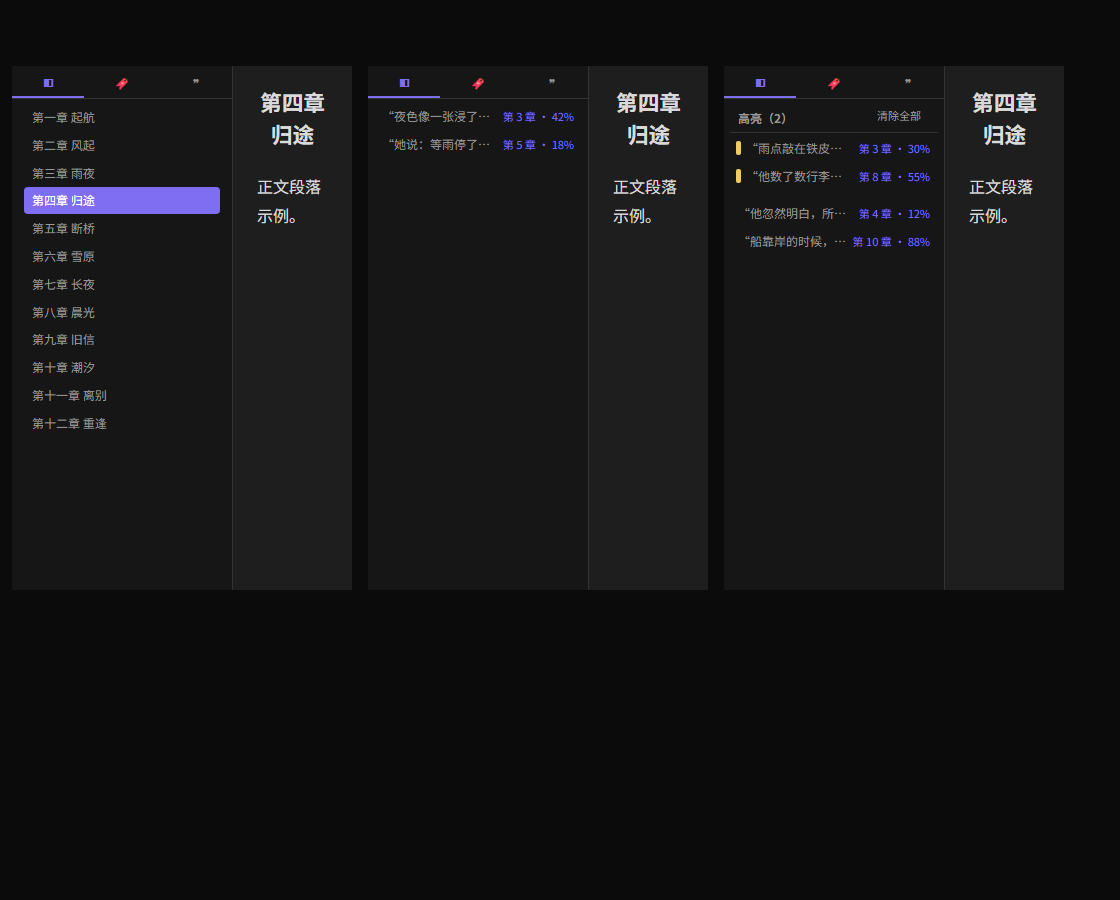 第一章 起航
第二章 风起
第三章 雨夜
第四章 归途
第五章 断桥
第六章 雪原
第七章 长夜
第八章 晨光
第九章 旧信
第十章 潮汐
第十一章 离别
第十二章 重逢
第四章
归途
正文段落
示例。
“夜色像一张浸了… 第 3 章 · 42%
“她说：等雨停了… 第 5 章 · 18%
第四章
归途
正文段落
示例。
高亮（2） 清除全部
“雨点敲在铁皮… 第 3 章 · 30%
“他数了数行李… 第 8 章 · 55%
“他忽然明白，所… 第 4 章 · 12%
“船靠岸的时候，… 第 10 章 · 88%
第四章
归途
正文段落
示例。